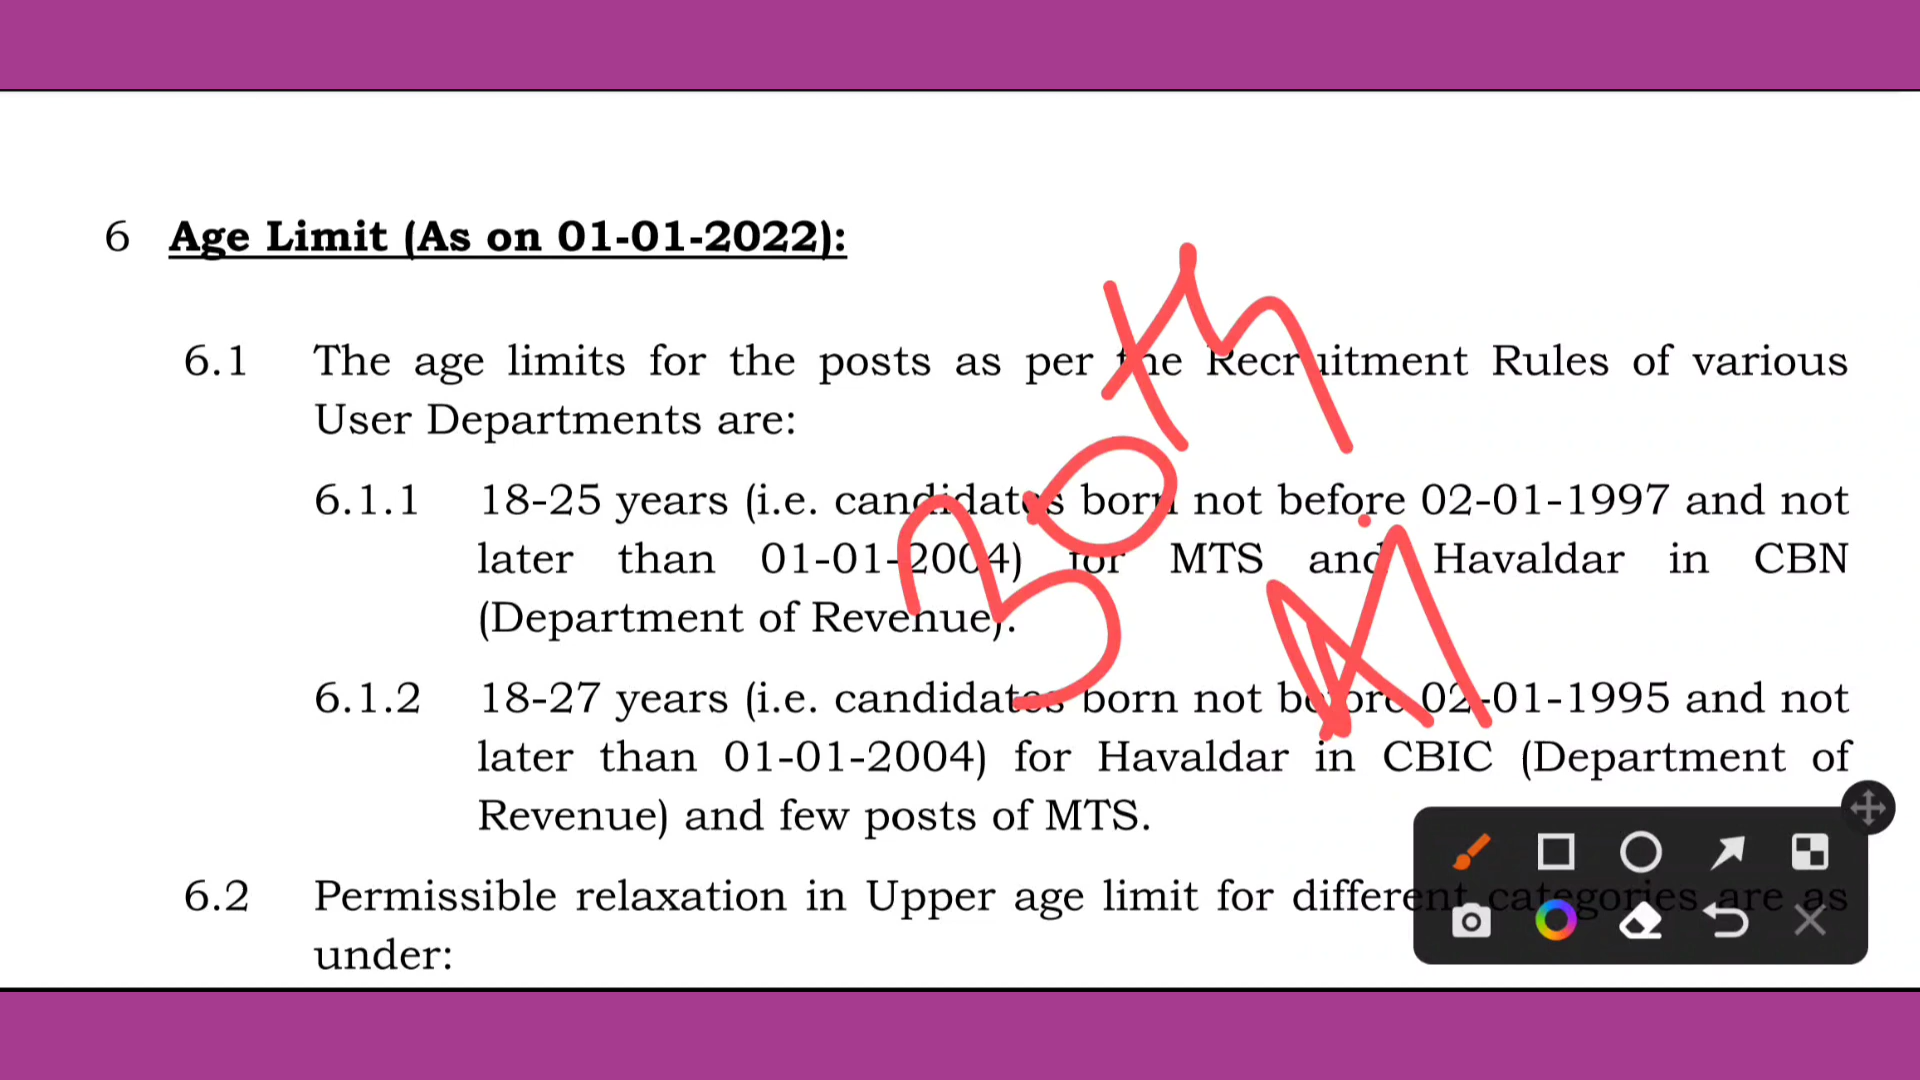 6 Age Limit (As on 01-01-2022):
6.1 The age limits for the posts as per the Recruitment Rules of various
User Departments are:
6.1.1 18-25 years (i.e. candidates born not before 02-01-1997 and not
later than 01-01-2004) for MTS and Havaldar in CBN
(Department of Revenue).
6.1.2 18-27 years (i.e. candidates born not before 02-01-1995 and not
later than 01-01-2004) for Havaldar in CBIC (Department of
Revenue) and few posts of MTS.
6.2 Permissible relaxation in Upper age limit for different categories are as
under:
30th